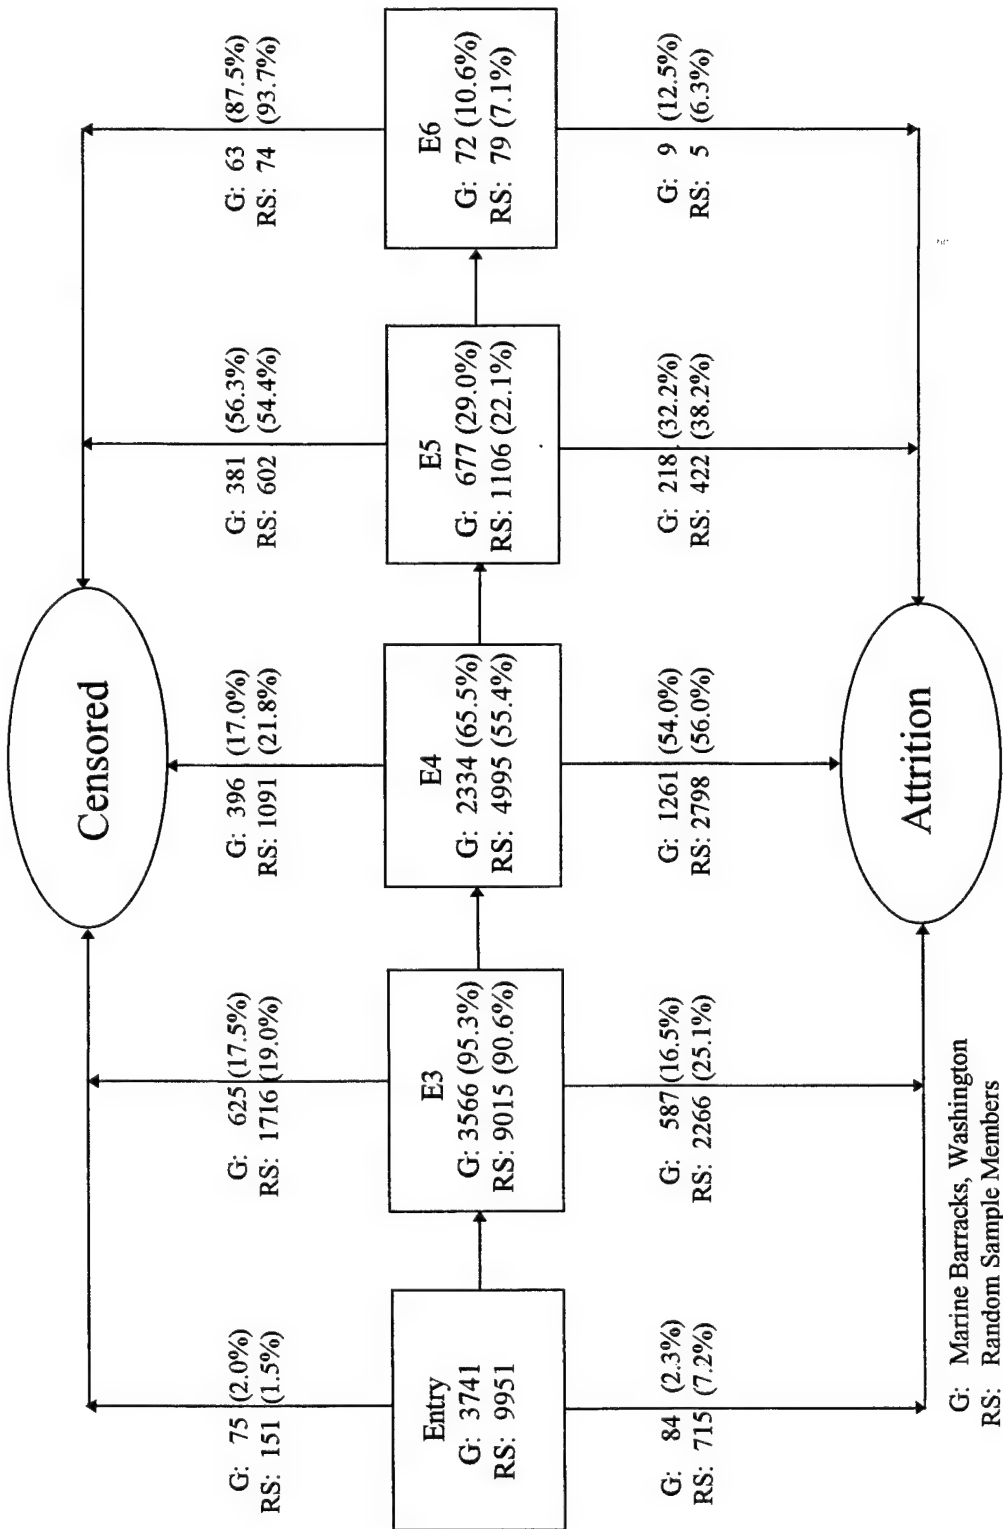 Censored
G: 75 (2.0%)
RS: 151 (1.5%)
G: 625 (17.5%)
RS: 1716 (19.0%)
G: 396 (17.0%)
RS: 1091 (21.8%)
G: 381 (56.3%)
RS: 602 (54.4%)
G: 63 (87.5%)
RS: 74 (93.7%)
Entry
G: 3741
RS: 9951
E3
G: 3566 (95.3%)
RS: 9015 (90.6%)
E4
G: 2334 (65.5%)
RS: 4995 (55.4%)
E5
G: 677 (29.0%)
RS: 1106 (22.1%)
E6
G: 72 (10.6%)
RS: 79 (7.1%)
G: 84 (2.3%)
RS: 715 (7.2%)
G: 587 (16.5%)
RS: 2266 (25.1%)
G: 1261 (54.0%)
RS: 2798 (56.0%)
G: 218 (32.2%)
RS: 422 (38.2%)
G: 9 (12.5%)
RS: 5 (6.3%)
Attrition
G: Marine Barracks, Washington
RS: Random Sample Members